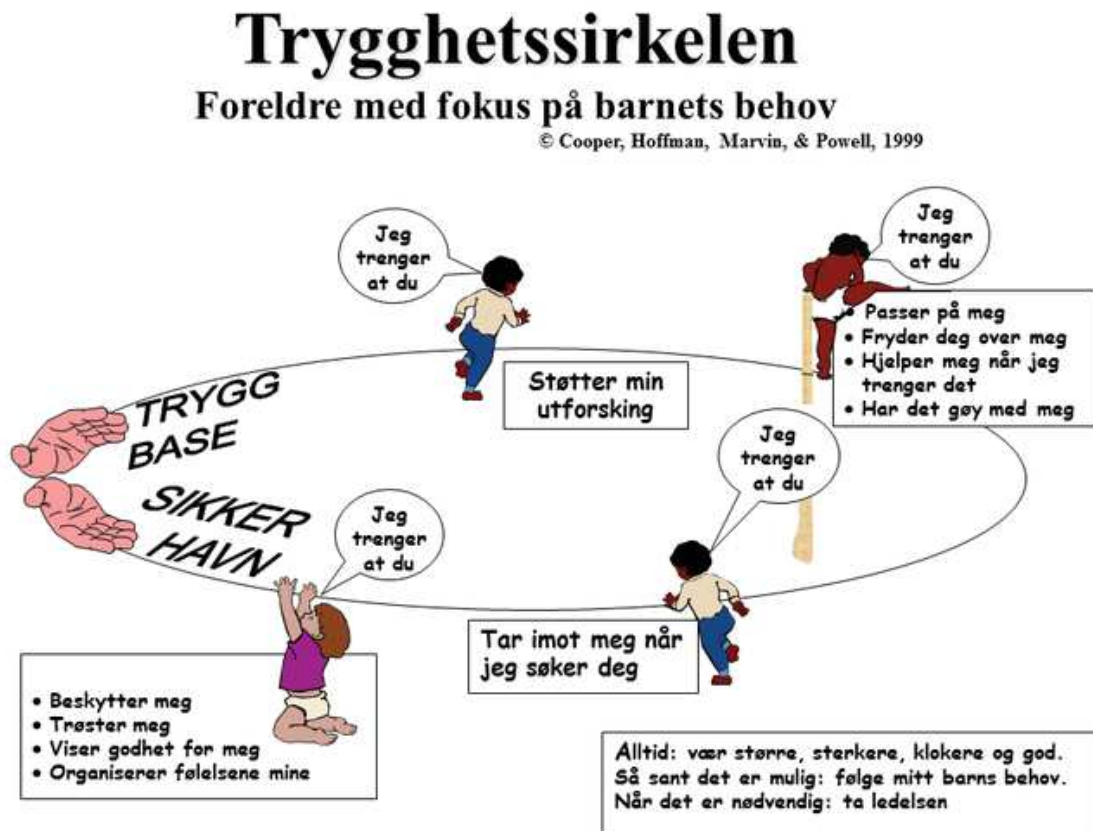 Trygghetssirkelen
Foreldre med fokus på barnets behov
© Cooper, Hoffman, Marvin, & Powell, 1999
Jeg
trenger
at du
Støtter min
utforsking
Jeg
trenger
at du
• Passer på meg
• Fryder deg over meg
• Hjelper meg når jeg
trenger det
• Har det gøy med meg
TRYGG
BASE
SIKKER
HAVN
Jeg
trenger
at du
Tar imot meg når
jeg søker deg
Jeg
trenger
at du
• Beskytter meg
• Trøster meg
• Viser godhet for meg
• Organiserer følelsene mine
Alltid: vær større, sterkere, klokere og god.
Så sant det er mulig: følge mitt barns behov.
Når det er nødvendig: ta ledelsen